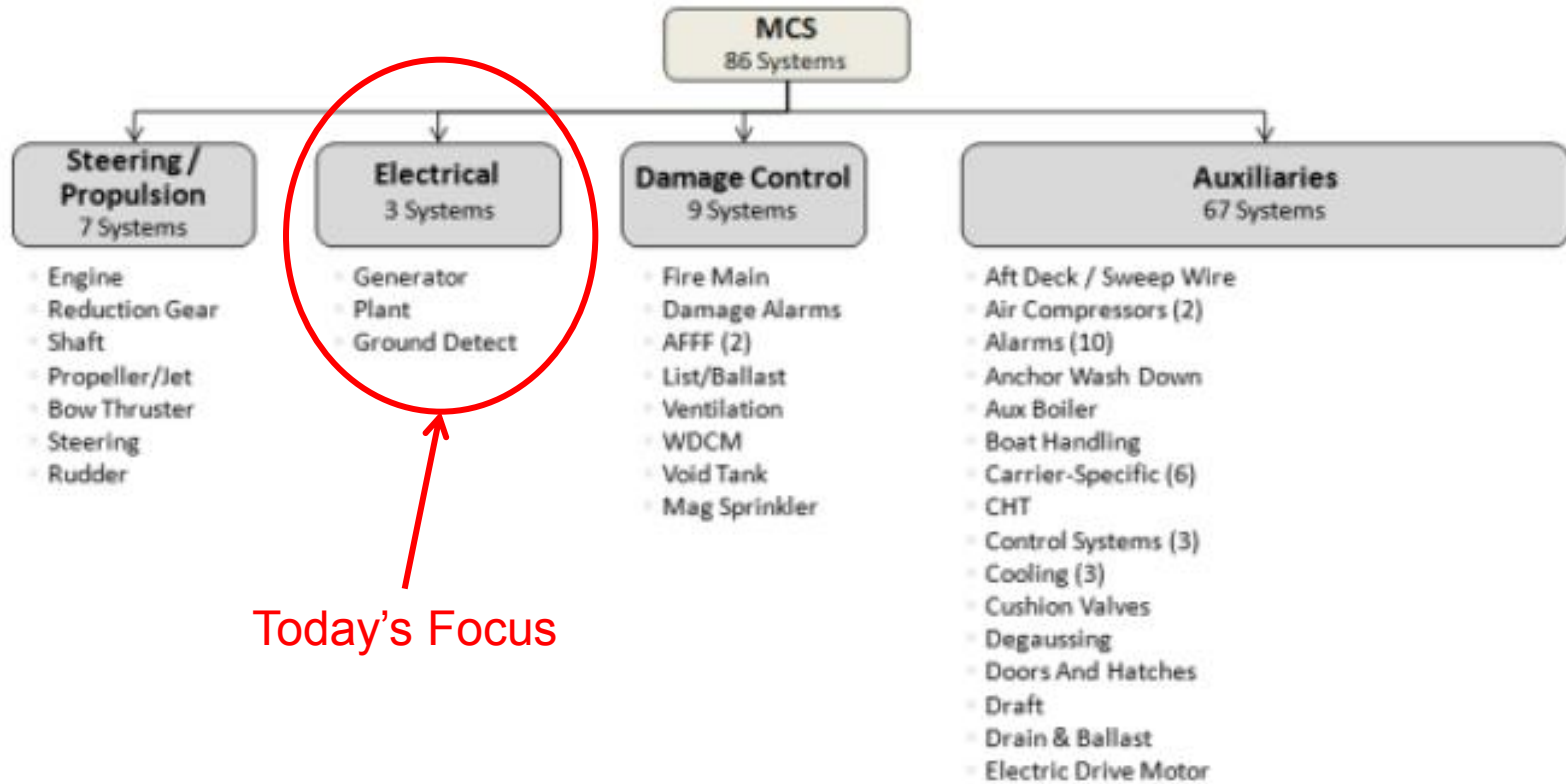 MCS
86 Systems
Steering /
Propulsion
7 Systems
Engine
Reduction Gear
Shaft
Propeller/Jet
Bow Thruster
Steering
Rudder
Electrical
3 Systems
Generator
Plant
Ground Detect
Damage Control
9 Systems
Fire Main
Damage Alarms
AFFF (2)
List/Ballast
Ventilation
WDCM
Void Tank
Mag Sprinkler
Auxiliaries
67 Systems
Aft Deck / Sweep Wire
Air Compressors (2)
Alarms (10)
Anchor Wash Down
Aux Boiler
Boat Handling
Carrier-Specific (6)
CHT
Control Systems (3)
Cooling (3)
Cushion Valves
Degaussing
Doors And Hatches
Draft
Drain & Ballast
Electric Drive Motor
Today's Focus